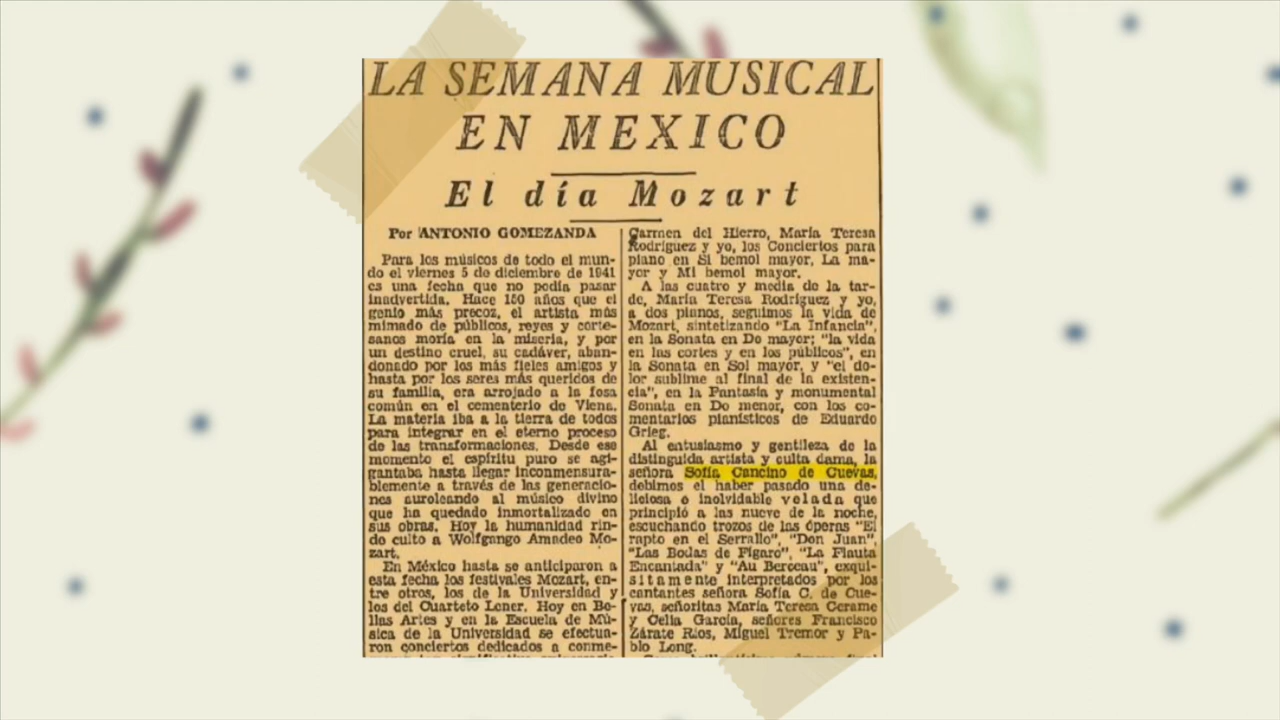 LA SEMANA MUSICAL
EN MEXICO
El día Mozart
Por ANTONIO GOMEZANDA
Para los músicos de todo el mun-
do el viernes 5 de diciembre de 1941
es una fecha que no podía pasar
inadvertida. Hace 150 años que el
genio más precoz, el artista más
mimado de públicos, reyes y corte-
sanos moría en la miseria, y por
un destino cruel, su cadáver, aban-
donado por los más fieles amigos y
hasta por los seres más queridos de
su familia, era arrojado a la fosa
común en el cementerio de Viena.
La materia iba a la tierra de todos
para integrar en el eterno proceso
de las transformaciones. Desde ese
momento el espíritu puro se agi-
gantaba hasta llegar inconmensura-
blemente a través de las generacio-
nes aureoleando al músico divino
que ha quedado inmortalizado en
sus obras. Hoy la humanidad rin-
de culto a Wolfgango Amadeo Mo-
zart.
En México hasta se anticiparon a
esta fecha los festivales Mozart, en-
tre otros, los de la Universidad y
los del Cuarteto Lener. Hoy en Be-
llas Artes y en la Escuela de Mú-
sica de la Universidad se efectua-
ron conciertos dedicados a conme-
Carmen del Hierro, María Teresa
Rodríguez y yo, los Conciertos para
piano en Si bemol mayor, La ma-
yor y Mi bemol mayor.
A las cuatro y media de la tar-
de, María Teresa Rodríguez y yo,
a dos pianos, seguimos la vida de
Mozart, sintetizando "La Infancia",
en la Sonata en Do mayor; "la vida
en las cortes y en los públicos", en
la Sonata en Sol mayor, y "el do-
lor sublime al final de la existen-
cia", en la Fantasía y monumental
Sonata en Do menor, con los co-
mentarios pianísticos de Eduardo
Grieg.
Al entusiasmo y gentileza de la
distinguida artista y culta dama, la
señora Sofía Cancino de Cuevas,
debimos el haber pasado una de-
liciosa e inolvidable velada que
principió a las nueve de la noche,
escuchando trozos de las óperas "El
rapto en el Serrallo", "Don Juan",
"Las Bodas de Fígaro", "La Flauta
Encantada" y "Au Berceau", exqui-
sitamente interpretados por los
cantantes señora Sofía C. de Cue-
vas, señoritas María Teresa Cerame
y Celia García, señores Francisco
Zárate Ríos, Miguel Tremor y Pa-
blo Long.